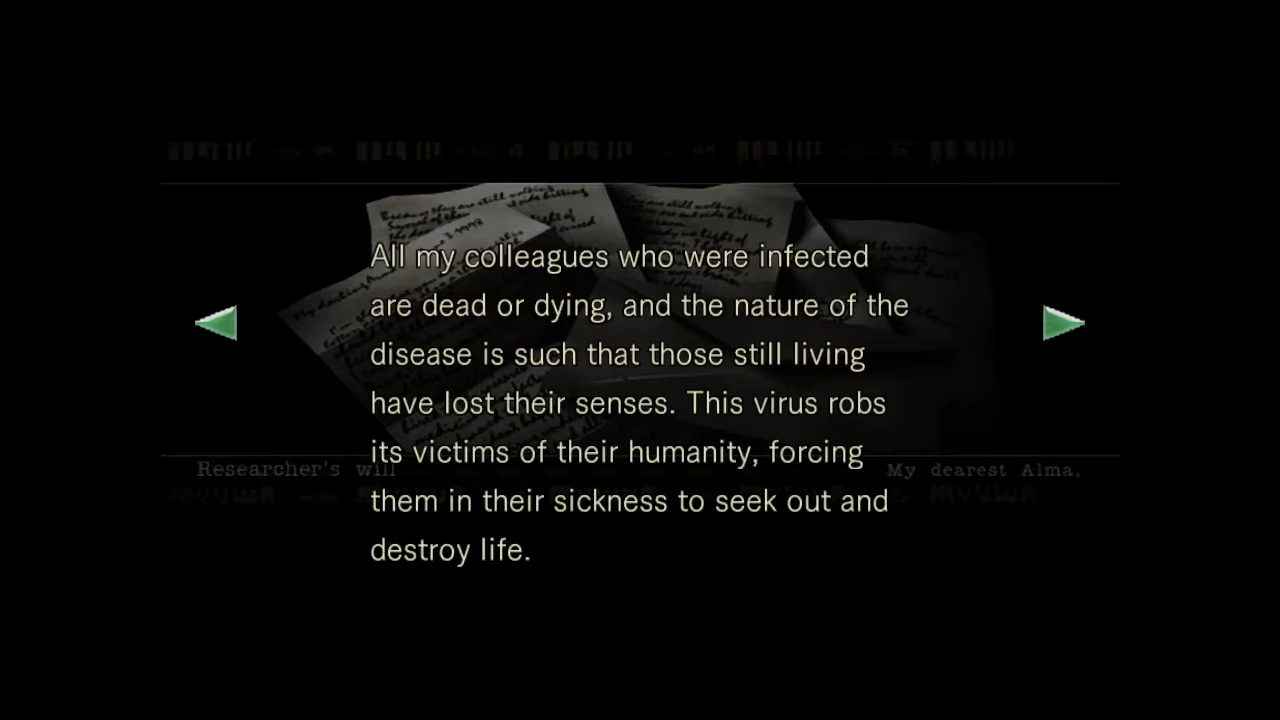 All my colleagues who were infected
are dead or dying, and the nature of the
disease is such that those still living
have lost their senses. This virus robs
its victims of their humanity, forcing
them in their sickness to seek out and
destroy life.
Researcher's will
My dearest Alma,